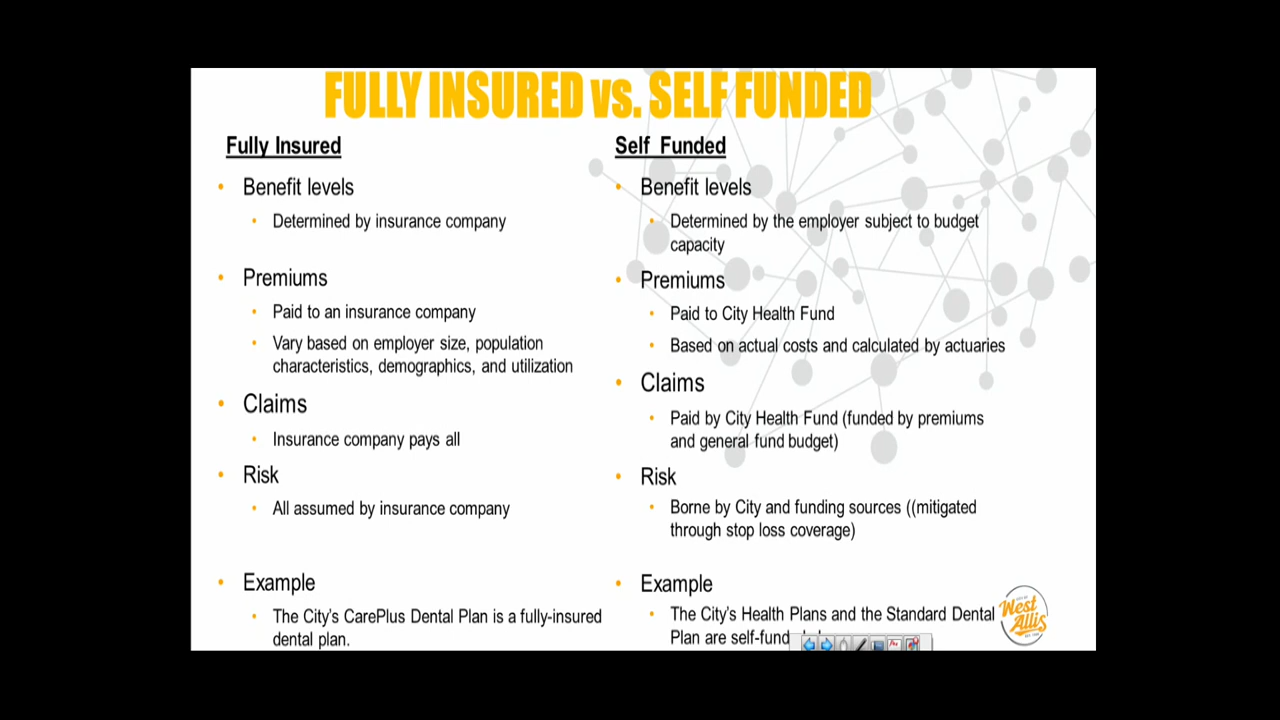 FULLY INSURED vs. SELF FUNDED
Fully Insured
• Benefit levels
• Determined by insurance company
• Premiums
• Paid to an insurance company
• Vary based on employer size, population
characteristics, demographics, and utilization
• Claims
• Insurance company pays all
• Risk
• All assumed by insurance company
• Example
• The City's CarePlus Dental Plan is a fully-insured
dental plan.
Self Funded
• Benefit levels
• Determined by the employer subject to budget
capacity
• Premiums
• Paid to City Health Fund
• Based on actual costs and calculated by actuaries
• Claims
• Paid by City Health Fund (funded by premiums
and general fund budget)
• Risk
• Borne by City and funding sources ((mitigated
through stop loss coverage)
• Example
• The City's Health Plans and the Standard Dental
Plan are
West
Allis